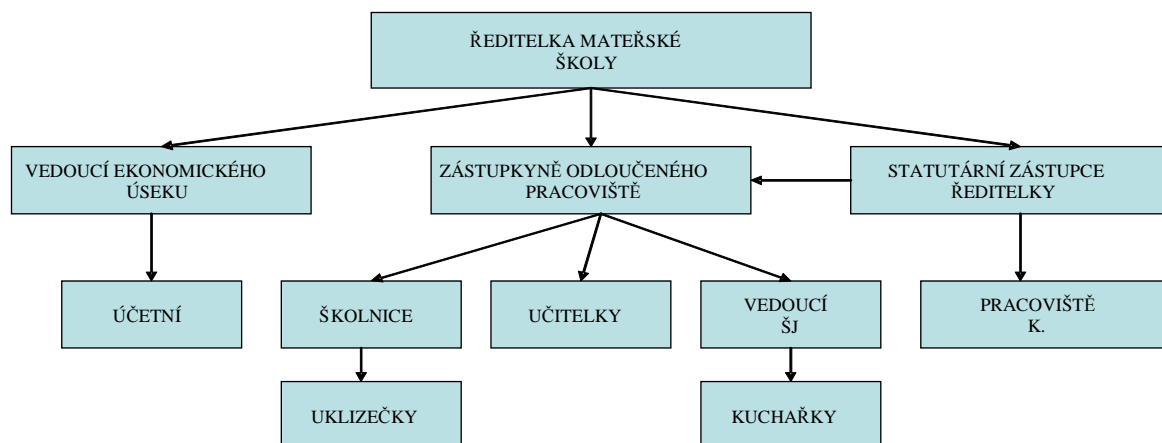 ŘEDITELKA MATEŘSKÉ
ŠKOLY
VEDOUCÍ EKONOMICKÉHO
ÚSEKU
ZÁSTUPKYNĚ ODLOUČENÉHO
PRACOVIŠTĚ
STATUTÁRNÍ ZÁSTUPCE
ŘEDITELKY
ÚČETNÍ
ŠKOLNICE
UČITELKY
VEDOUCÍ
ŠJ
PRACOVIŠTĚ
K.
UKLIZEČKY
KUCHAŘKY